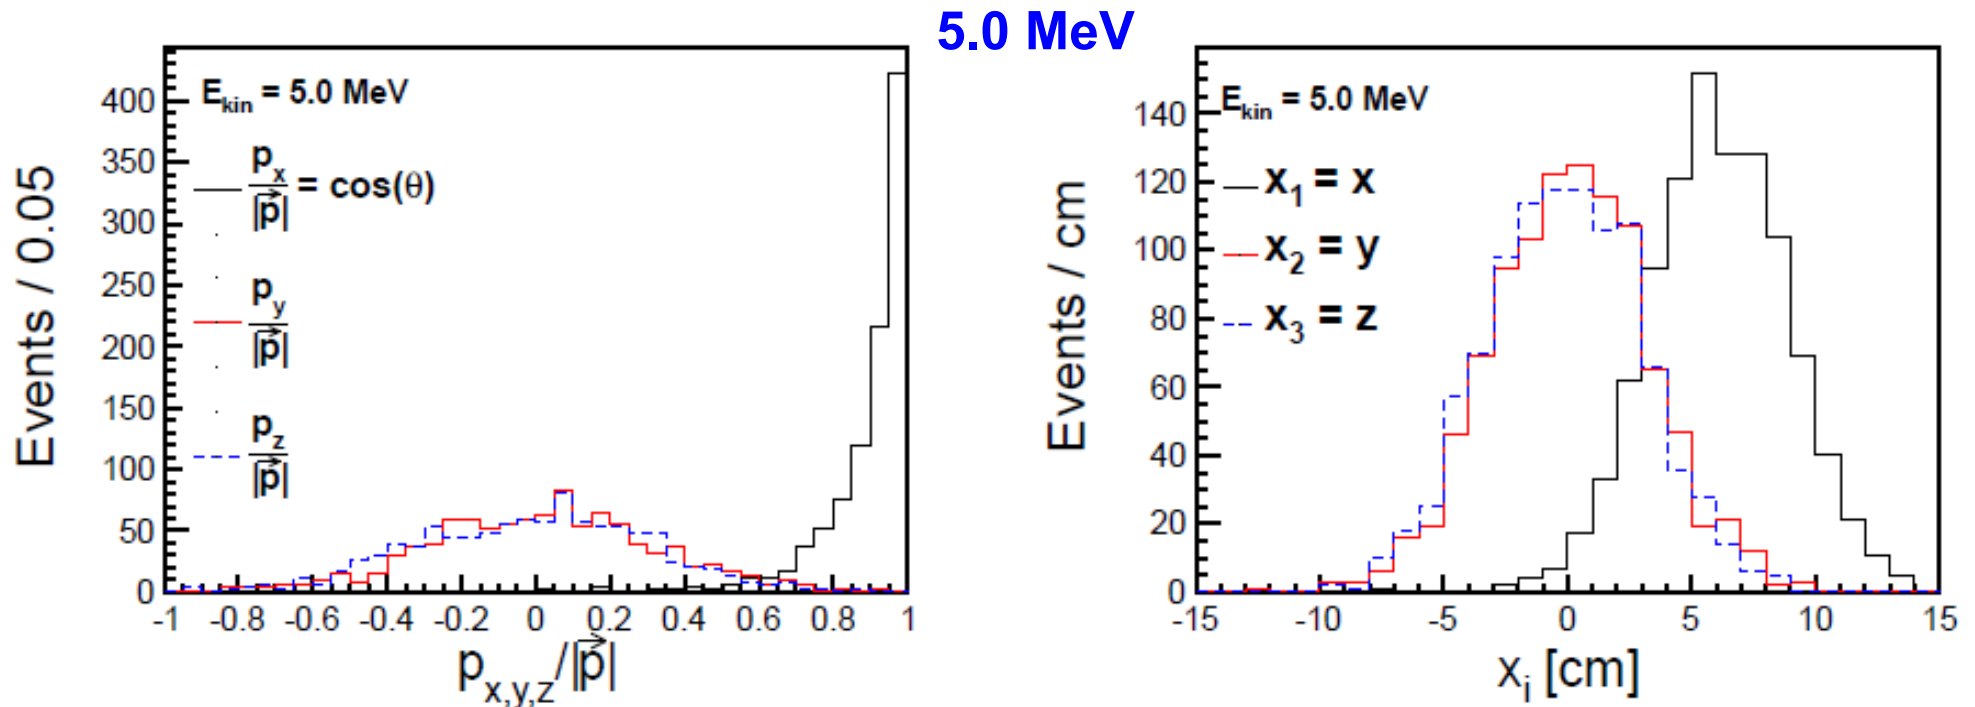 5.0 MeV
E_kin = 5.0 MeV
p_x / |p⃗| = cos(θ)
p_y / |p⃗|
p_z / |p⃗|
Events / 0.05
400
350
300
250
200
150
100
50
0
-1 -0.8 -0.6 -0.4 -0.2 0 0.2 0.4 0.6 0.8 1
p_x,y,z/|p⃗|
E_kin = 5.0 MeV
x_1 = x
x_2 = y
x_3 = z
Events / cm
140
120
100
80
60
40
20
0
-15 -10 -5 0 5 10 15
x_i [cm]